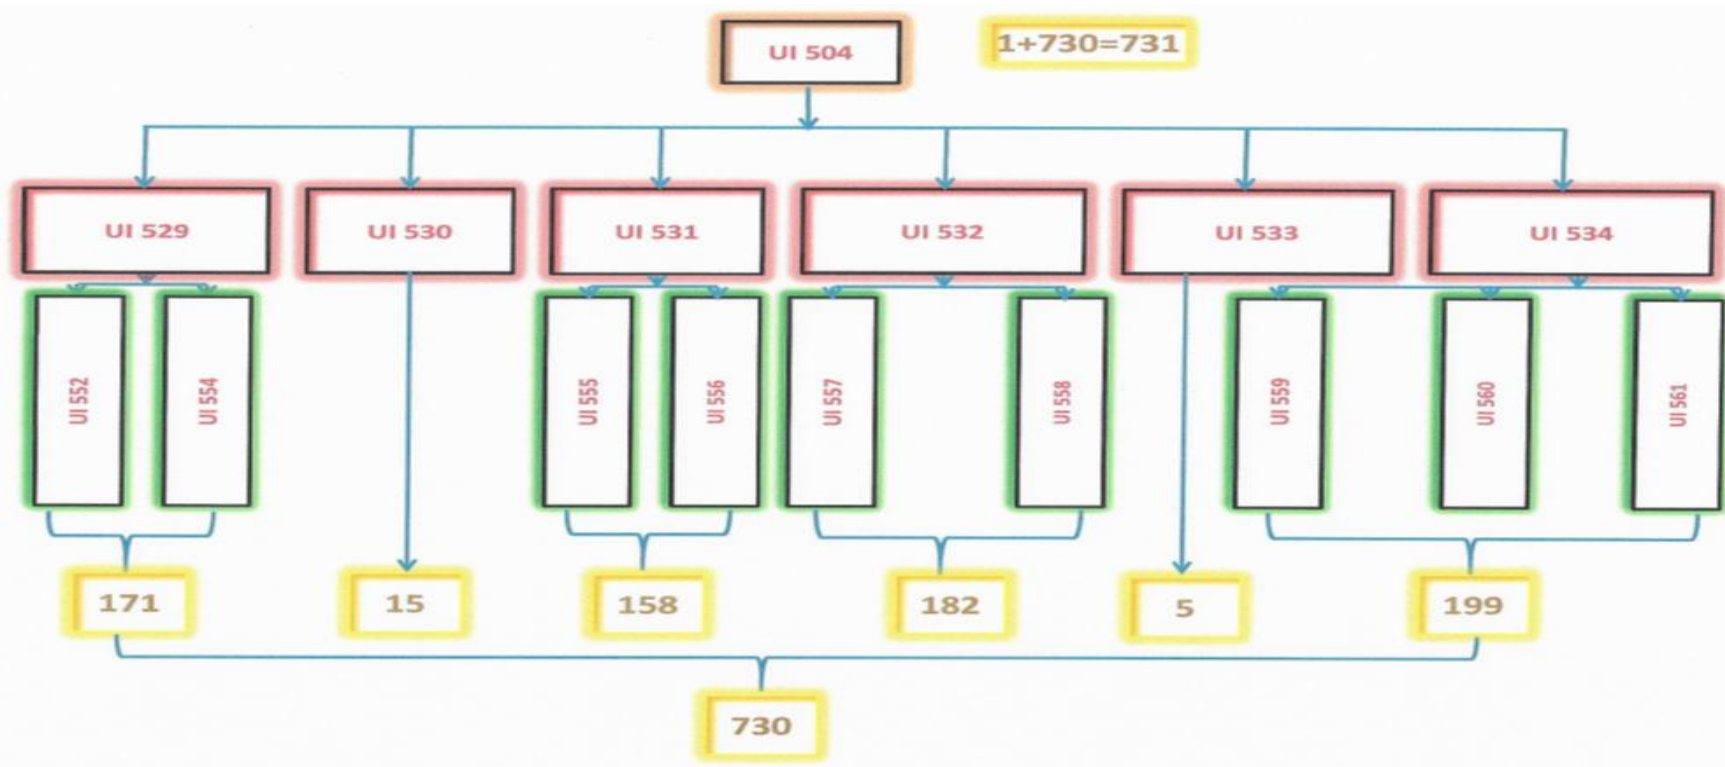 UI 504
1+730=731
UI 529
UI 530
UI 531
UI 532
UI 533
UI 534
UI 552
UI 554
UI 555
UI 556
UI 557
UI 558
UI 559
UI 560
UI 561
171
15
158
182
5
199
730